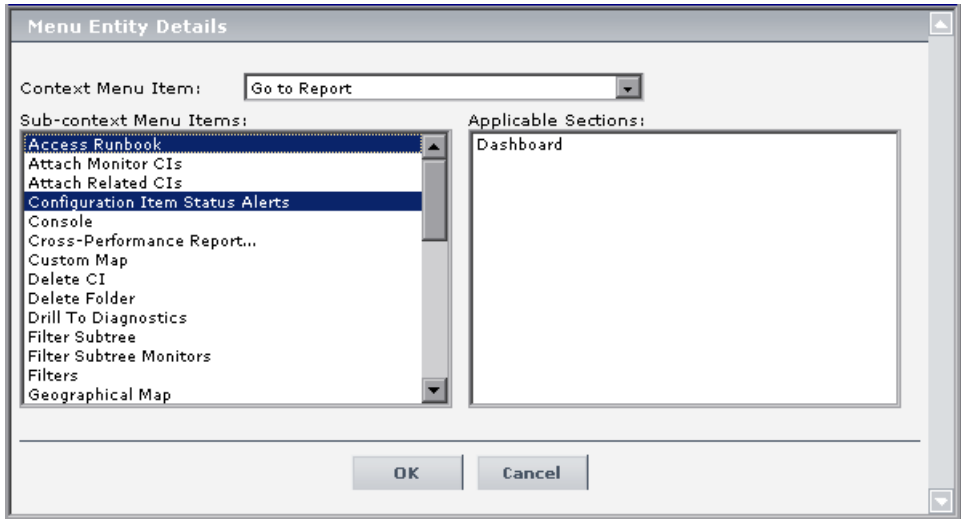 Menu Entity Details
Context Menu Item: Go to Report
Sub-context Menu Items: Applicable Sections:
Access Runbook Dashboard
Attach Monitor CIs
Attach Related CIs
Configuration Item Status Alerts
Console
Cross-Performance Report...
Custom Map
Delete CI
Delete Folder
Drill To Diagnostics
Filter Subtree
Filter Subtree Monitors
Filters
Geographical Map
OK Cancel